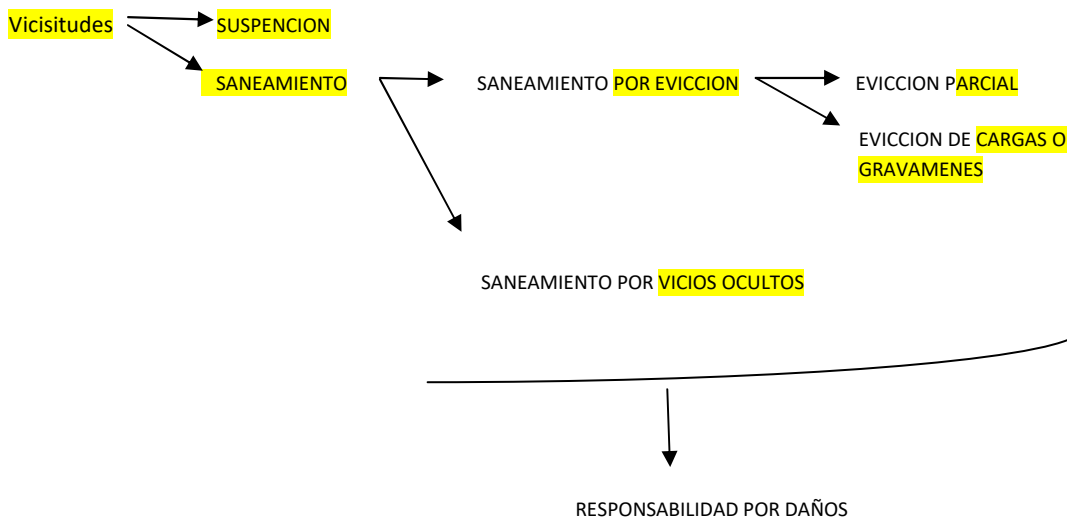 Vicisitudes
SUSPENCION
SANEAMIENTO
SANEAMIENTO POR EVICCION
EVICCION PARCIAL
EVICCION DE CARGAS O
GRAVAMENES
SANEAMIENTO POR VICIOS OCULTOS
RESPONSABILIDAD POR DAÑOS